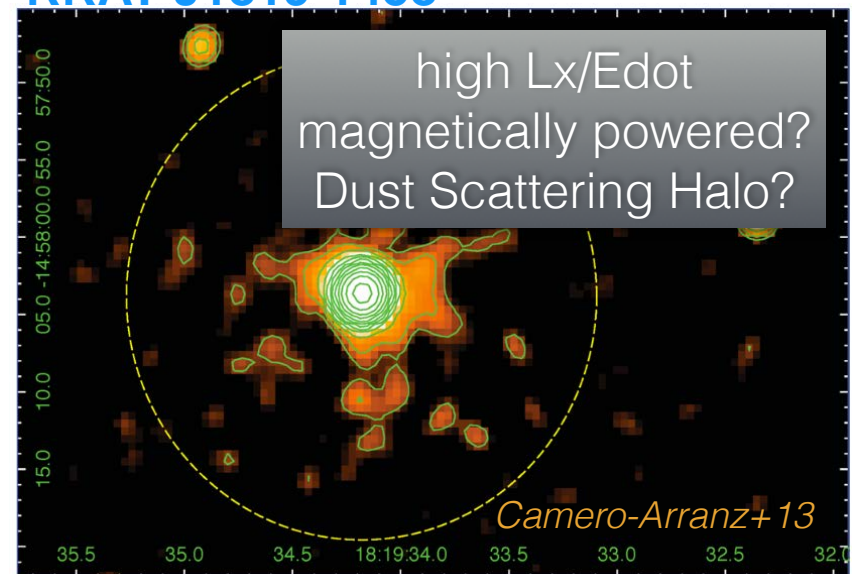 high Lx/Edot
magnetically powered?
Dust Scattering Halo?
57:50.0
55.0
-14:58:00.0
05.0
10.0
15.0
Camero-Arranz+13
35.5 35.0 34.5 18:19:34.0 33.5 33.0 32.5